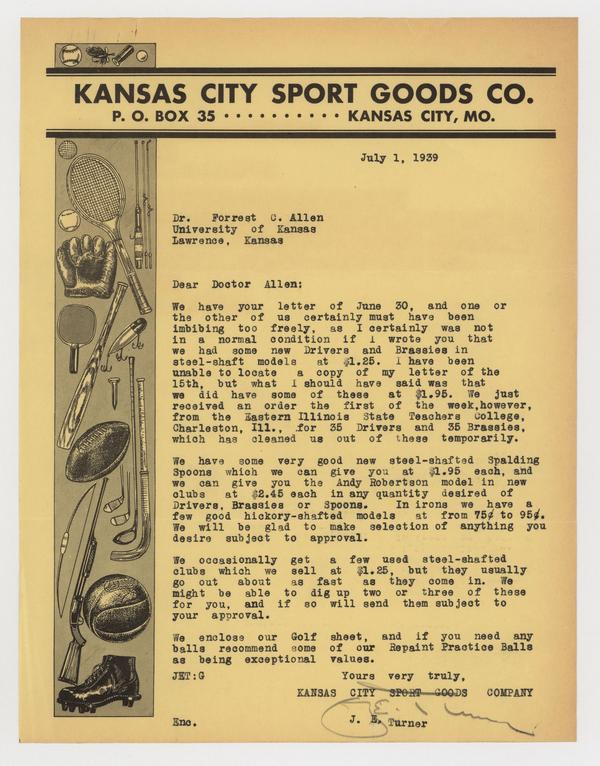 KANSAS CITY SPORT GOODS CO.
P. O. BOX 35 · · · · · · · · · · KANSAS CITY, MO.
July 1, 1939
Dr. Forrest C. Allen
University of Kansas
Lawrence, Kansas
Dear Doctor Allen:
We have your letter of June 30, and one or
the other of us certainly must have been
imbibing too freely, as I certainly was not
in a normal condition if I wrote you that
we had some new Drivers and Brassies in
steel-shaft models at $1.25. I have been
unable to locate a copy of my letter of the
15th, but what I should have said was that
we did have some of these at $1.95. We just
received an order the first of the week,however,
from the Eastern Illinois State Teachers College,
Charleston, Ill., for 35 Drivers and 35 Brassies,
which has cleaned us out of these temporarily.
We have some very good new steel-shafted Spalding
Spoons which we can give you at $1.95 each, and
we can give you the Andy Robertson model in new
clubs at $2.45 each in any quantity desired of
Drivers, Brassies or Spoons. In irons we have a
few good hickory-shafted models at from 75¢ to 95¢.
We will be glad to make selection of anything you
desire subject to approval.
We occasionally get a few used steel-shafted
clubs which we sell at $1.25, but they usually
go out about as fast as they come in. We
might be able to dig up two or three of these
for you, and if so will send them subject to
your approval.
We enclose our Golf sheet, and if you need any
balls recommend some of our Repaint Practice Balls
as being exceptional values.
JET:G Yours very truly,
KANSAS CITY SPORT GOODS COMPANY
J. E. Turner
Enc. J. E. Turner